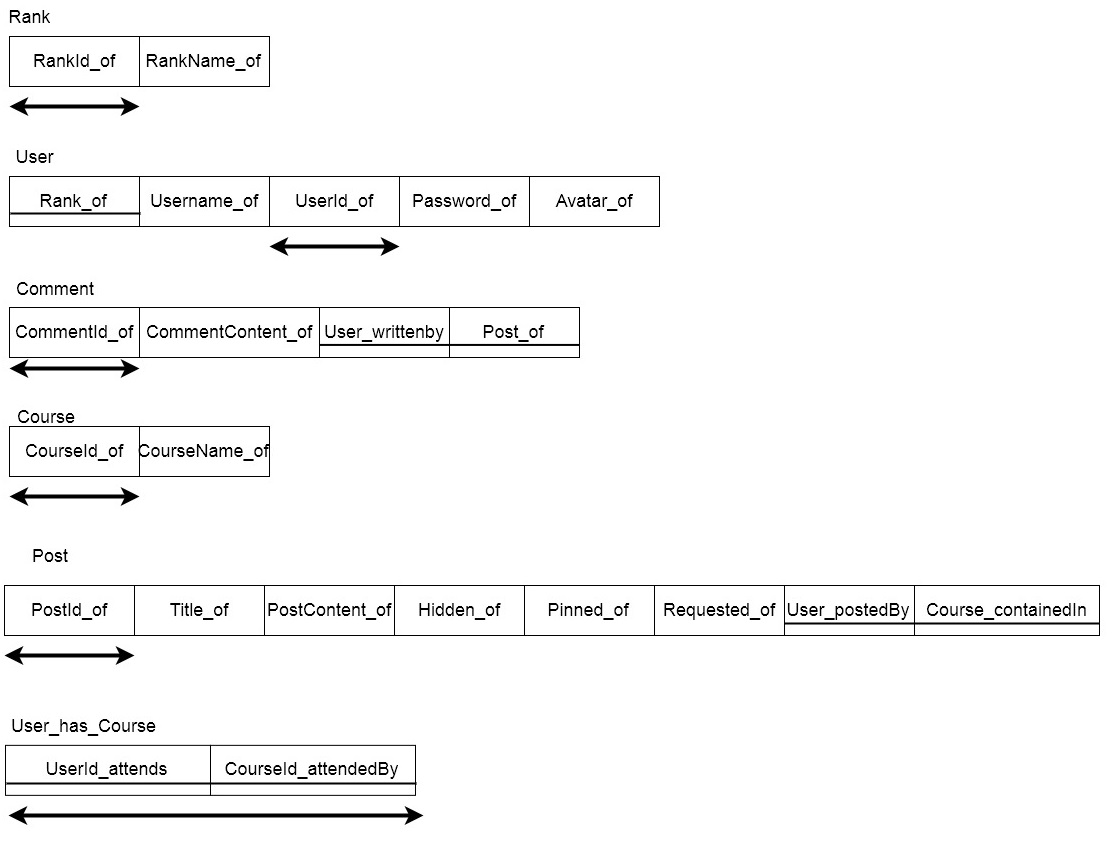 Rank
RankId_of RankName_of
User
Rank_of Username_of UserId_of Password_of Avatar_of
Comment
CommentId_of CommentContent_of User_writtenby Post_of
Course
CourseId_of CourseName_of
Post
PostId_of Title_of PostContent_of Hidden_of Pinned_of Requested_of User_postedBy Course_containedIn
User_has_Course
UserId_attends CourseId_attendedBy